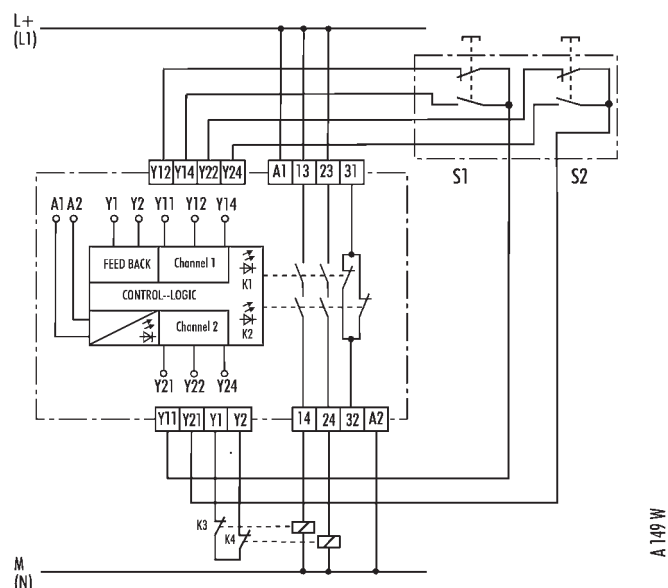 L+
(L1)
Y12 Y14 Y22 Y24 A1 13 23 31
S1 S2
A1 A2 Y1 Y2 Y11 Y12 Y14
FEED BACK Channel 1
K1
CONTROL--LOGIC
K2
Channel 2
Y21 Y22 Y24
Y11 Y21 Y1 Y2 14 24 32 A2
K3
K4
M
(N)
A 149 W